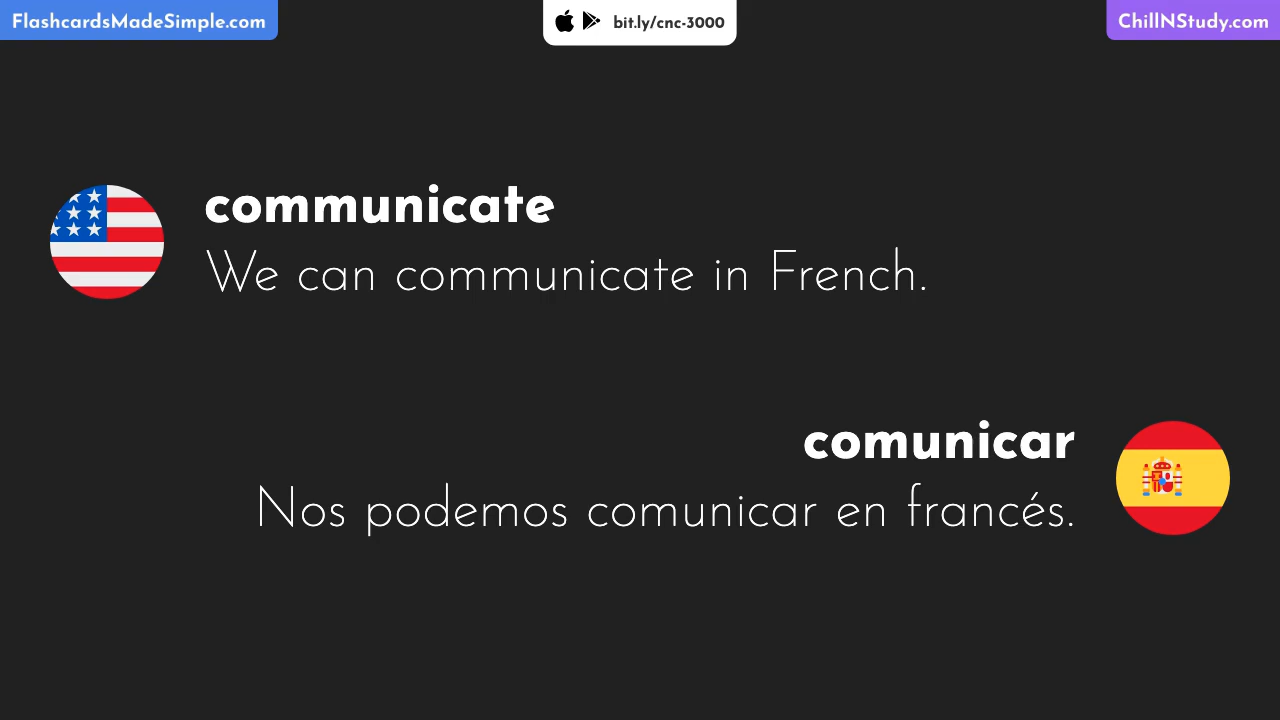 FlashcardsMadeSimple.com
bit.ly/cnc-3000
ChillNStudy.com
communicate
We can communicate in French.
comunicar
Nos podemos comunicar en francés.